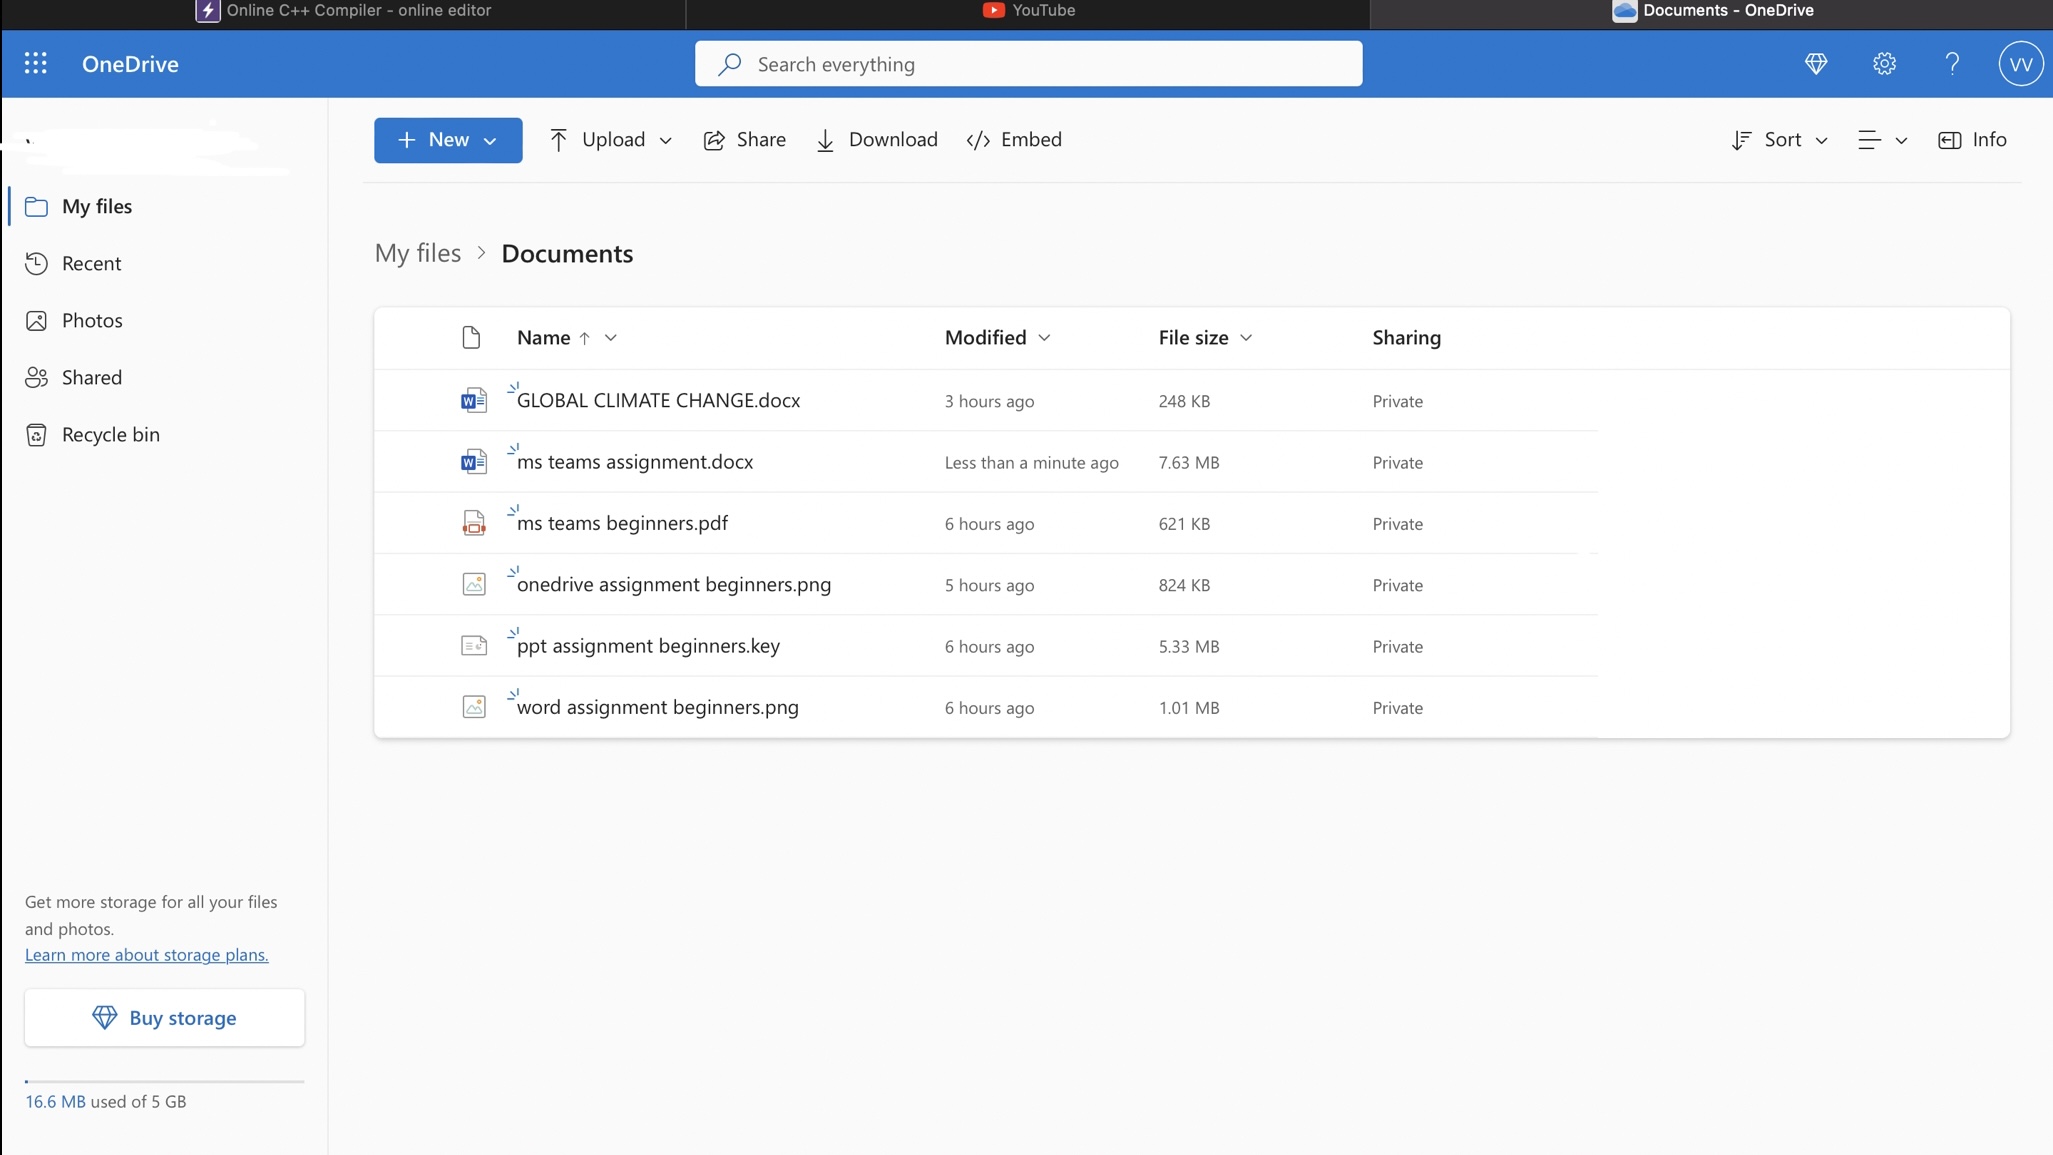 Online C++ Compiler - online editor
YouTube
Documents - OneDrive
OneDrive
Search everything
VV
New
Upload
Share
Download
Embed
Sort
Info
My files
Recent
Photos
Shared
Recycle bin
My files > Documents
Name Modified File size Sharing
GLOBAL CLIMATE CHANGE.docx 3 hours ago 248 KB Private
ms teams assignment.docx Less than a minute ago 7.63 MB Private
ms teams beginners.pdf 6 hours ago 621 KB Private
onedrive assignment beginners.png 5 hours ago 824 KB Private
ppt assignment beginners.key 6 hours ago 5.33 MB Private
word assignment beginners.png 6 hours ago 1.01 MB Private
Get more storage for all your files
and photos.
Learn more about storage plans.
Buy storage
16.6 MB used of 5 GB